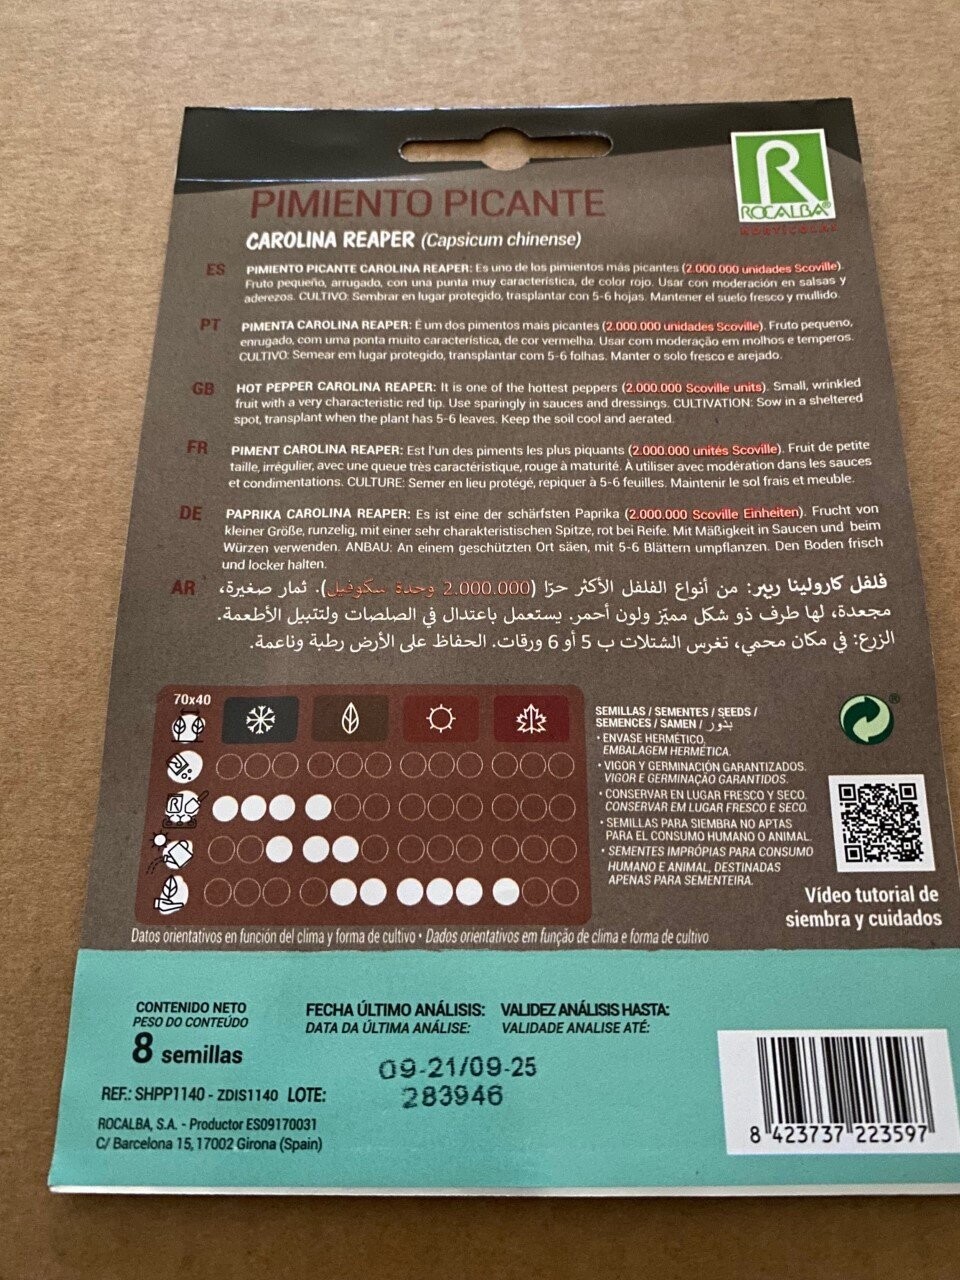 PIMIENTO PICANTE
CAROLINA REAPER (Capsicum chinense)
R
ROCALBA®
HORTÍCOLAS
ES PIMIENTO PICANTE CAROLINA REAPER: Es uno de los pimientos más picantes (2.000.000 unidades Scoville).
Fruto pequeño, arrugado, con una punta muy característica, de color rojo. Usar con moderación en salsas y
aderezos. CULTIVO: Sembrar en lugar protegido, trasplantar con 5-6 hojas. Mantener el suelo fresco y mullido.
PT PIMENTA CAROLINA REAPER: É um dos pimentos mais picantes (2.000.000 unidades Scoville). Fruto pequeno,
enrugado, com uma ponta muito característica, de cor vermelha. Usar com moderação em molhos e temperos.
CULTIVO: Semear em lugar protegido, transplantar com 5-6 folhas. Manter o solo fresco e arejado.
GB HOT PEPPER CAROLINA REAPER: It is one of the hottest peppers (2.000.000 Scoville units). Small, wrinkled
fruit with a very characteristic red tip. Use sparingly in sauces and dressings. CULTIVATION: Sow in a sheltered
spot, transplant when the plant has 5-6 leaves. Keep the soil cool and aerated.
FR PIMENT CAROLINA REAPER: Est l'un des piments les plus piquants (2.000.000 unités Scoville). Fruit de petite
taille, irrégulier, avec une queue très caractéristique, rouge à maturité. À utiliser avec modération dans les sauces
et condimentations. CULTURE: Semer en lieu protégé, repiquer à 5-6 feuilles. Maintenir le sol frais et meuble.
DE PAPRIKA CAROLINA REAPER: Es ist eine der schärfsten Paprika (2.000.000 Scoville Einheiten). Frucht von
kleiner Größe, runzelig, mit einer sehr charakteristischen Spitze, rot bei Reife. Mit Mäßigkeit in Saucen und beim
Würzen verwenden. ANBAU: An einem geschützten Ort säen, mit 5-6 Blättern umpflanzen. Den Boden frisch
und locker halten.
AR فلفل كارولينا ريبر: من أنواع الفلفل الأكثر حرًا (2.000.000 وحدة سكوفيل). ثمار صغيرة،
مجعدة، لها طرف ذو شكل مميّز ولون أحمر. يستعمل باعتدال في الصلصات ولتتبيل الأطعمة.
الزرع: في مكان محمي، تغرس الشتلات ب 5 أو 6 ورقات. الحفاظ على الأرض رطبة وناعمة.
70x40
SEMILLAS / SEMENTES / SEEDS /
SEMENCES / SAMEN / بذور
• ENVASE HERMÉTICO.
EMBALAGEM HERMÉTICA.
• VIGOR Y GERMINACIÓN GARANTIZADOS.
VIGOR E GERMINAÇÃO GARANTIDOS.
• CONSERVAR EN LUGAR FRESCO Y SECO.
CONSERVAR EM LUGAR FRESCO E SECO.
• SEMILLAS PARA SIEMBRA NO APTAS
PARA EL CONSUMO HUMANO O ANIMAL.
• SEMENTES IMPRÓPIAS PARA CONSUMO
HUMANO E ANIMAL, DESTINADAS
APENAS PARA SEMENTEIRA.
®
Vídeo tutorial de
siembra y cuidados
Datos orientativos en función del clima y forma de cultivo • Dados orientativos em função de clima e forma de cultivo
CONTENIDO NETO
PESO DO CONTEÚDO
8 semillas
FECHA ÚLTIMO ANÁLISIS: VALIDEZ ANÁLISIS HASTA:
DATA DA ÚLTIMA ANÁLISE: VALIDADE ANALISE ATÉ:
09-21/09-25
REF.: SHPP1140 - ZDIS1140 LOTE: 283946
ROCALBA, S.A. - Productor ES09170031
C/ Barcelona 15, 17002 Girona (Spain)
8 423737 223597